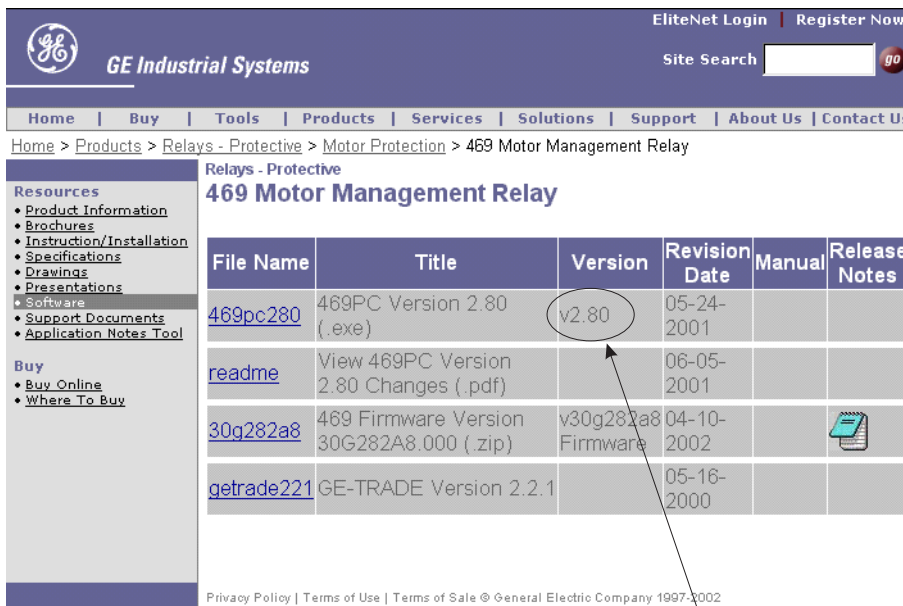 EliteNet Login | Register Now
GE
GE Industrial Systems
Site Search
go
Home | Buy | Tools | Products | Services | Solutions | Support | About Us | Contact Us
Home > Products > Relays - Protective > Motor Protection > 469 Motor Management Relay
Resources
• Product Information
• Brochures
• Instruction/Installation
• Specifications
• Drawings
• Presentations
• Software
• Support Documents
• Application Notes Tool
Buy
• Buy Online
• Where To Buy
Relays - Protective
469 Motor Management Relay
File Name Title Version Revision Date Manual Release Notes
469pc280 469PC Version 2.80 (.exe) v2.80 05-24-2001
readme View 469PC Version 2.80 Changes (.pdf) 06-05-2001
30g282a8 469 Firmware Version 30G282A8.000 (.zip) v30g282a8 Firmware 04-10-2002
getrade221 GE-TRADE Version 2.2.1 05-16-2000
Privacy Policy | Terms of Use | Terms of Sale © General Electric Company 1997-2002